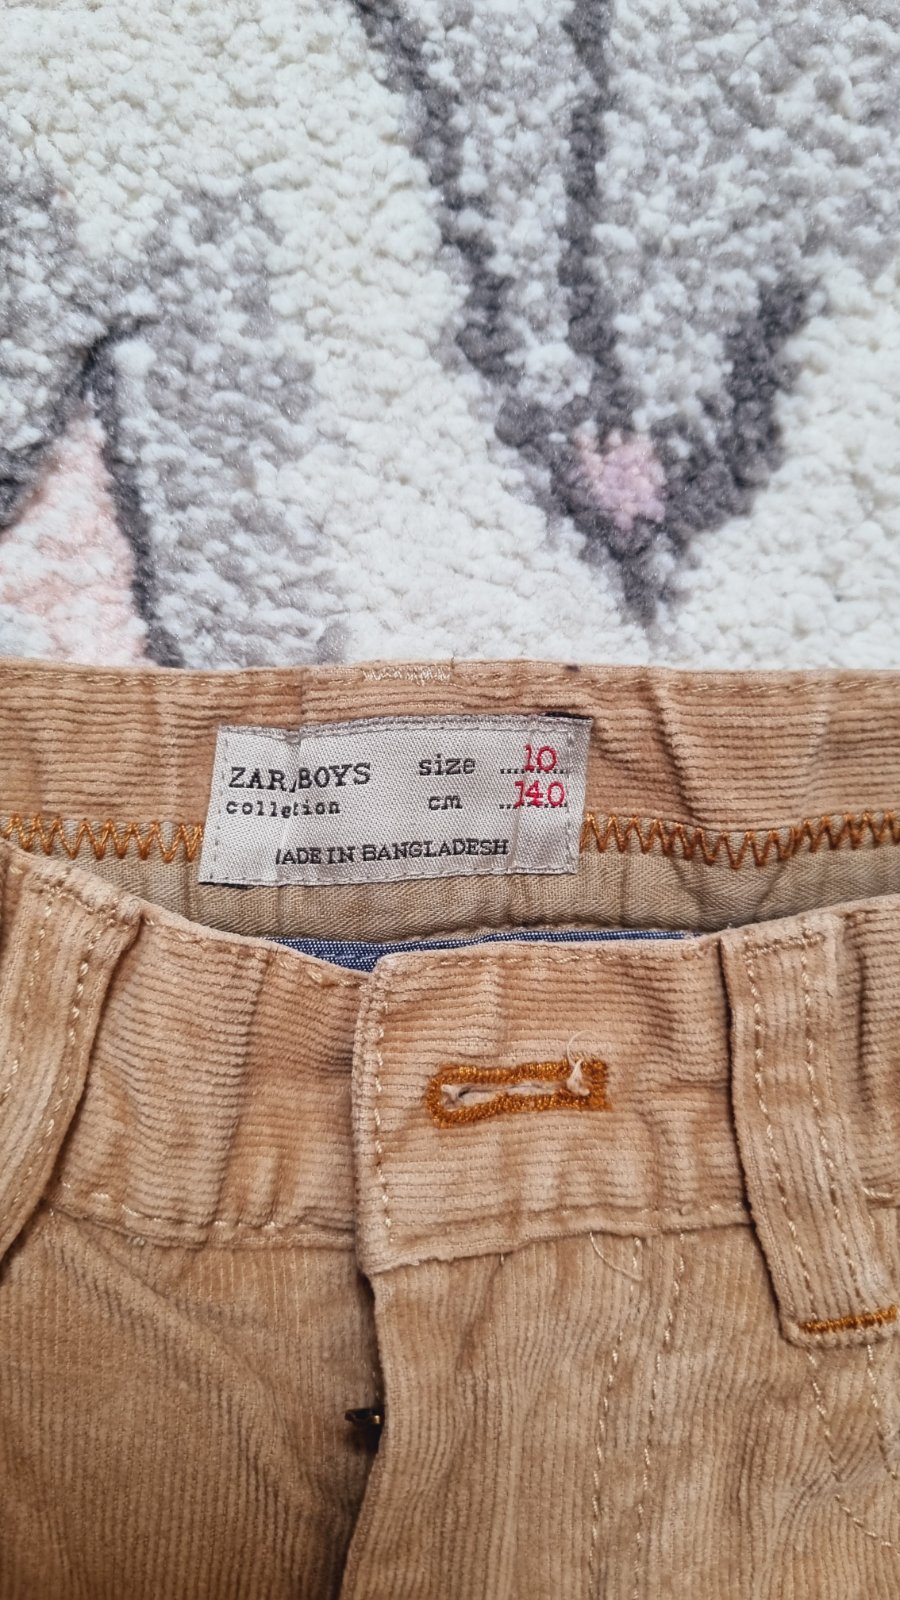 ZARA BOYS size 10
collection cm 140
MADE IN BANGLADESH